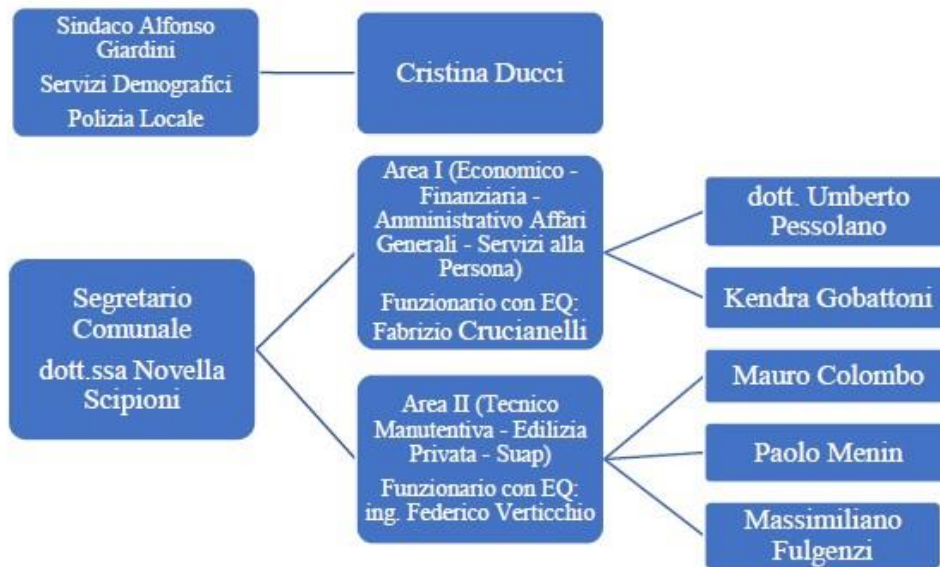 Sindaco Alfonso
Giardini
Servizi Demografici
Polizia Locale
Cristina Ducci
Segretario
Comunale
dott.ssa Novella
Scipioni
Area I (Economico -
Finanziaria -
Amministrativo Affari
Generali - Servizi alla
Persona)
Funzionario con EQ:
Fabrizio Crucianelli
dott. Umberto
Pessolano
Kendra Gobattoni
Area II (Tecnico
Manutentiva - Edilizia
Privata - Suap)
Funzionario con EQ:
ing. Federico Verticchio
Mauro Colombo
Paolo Menin
Massimiliano
Fulgenzi